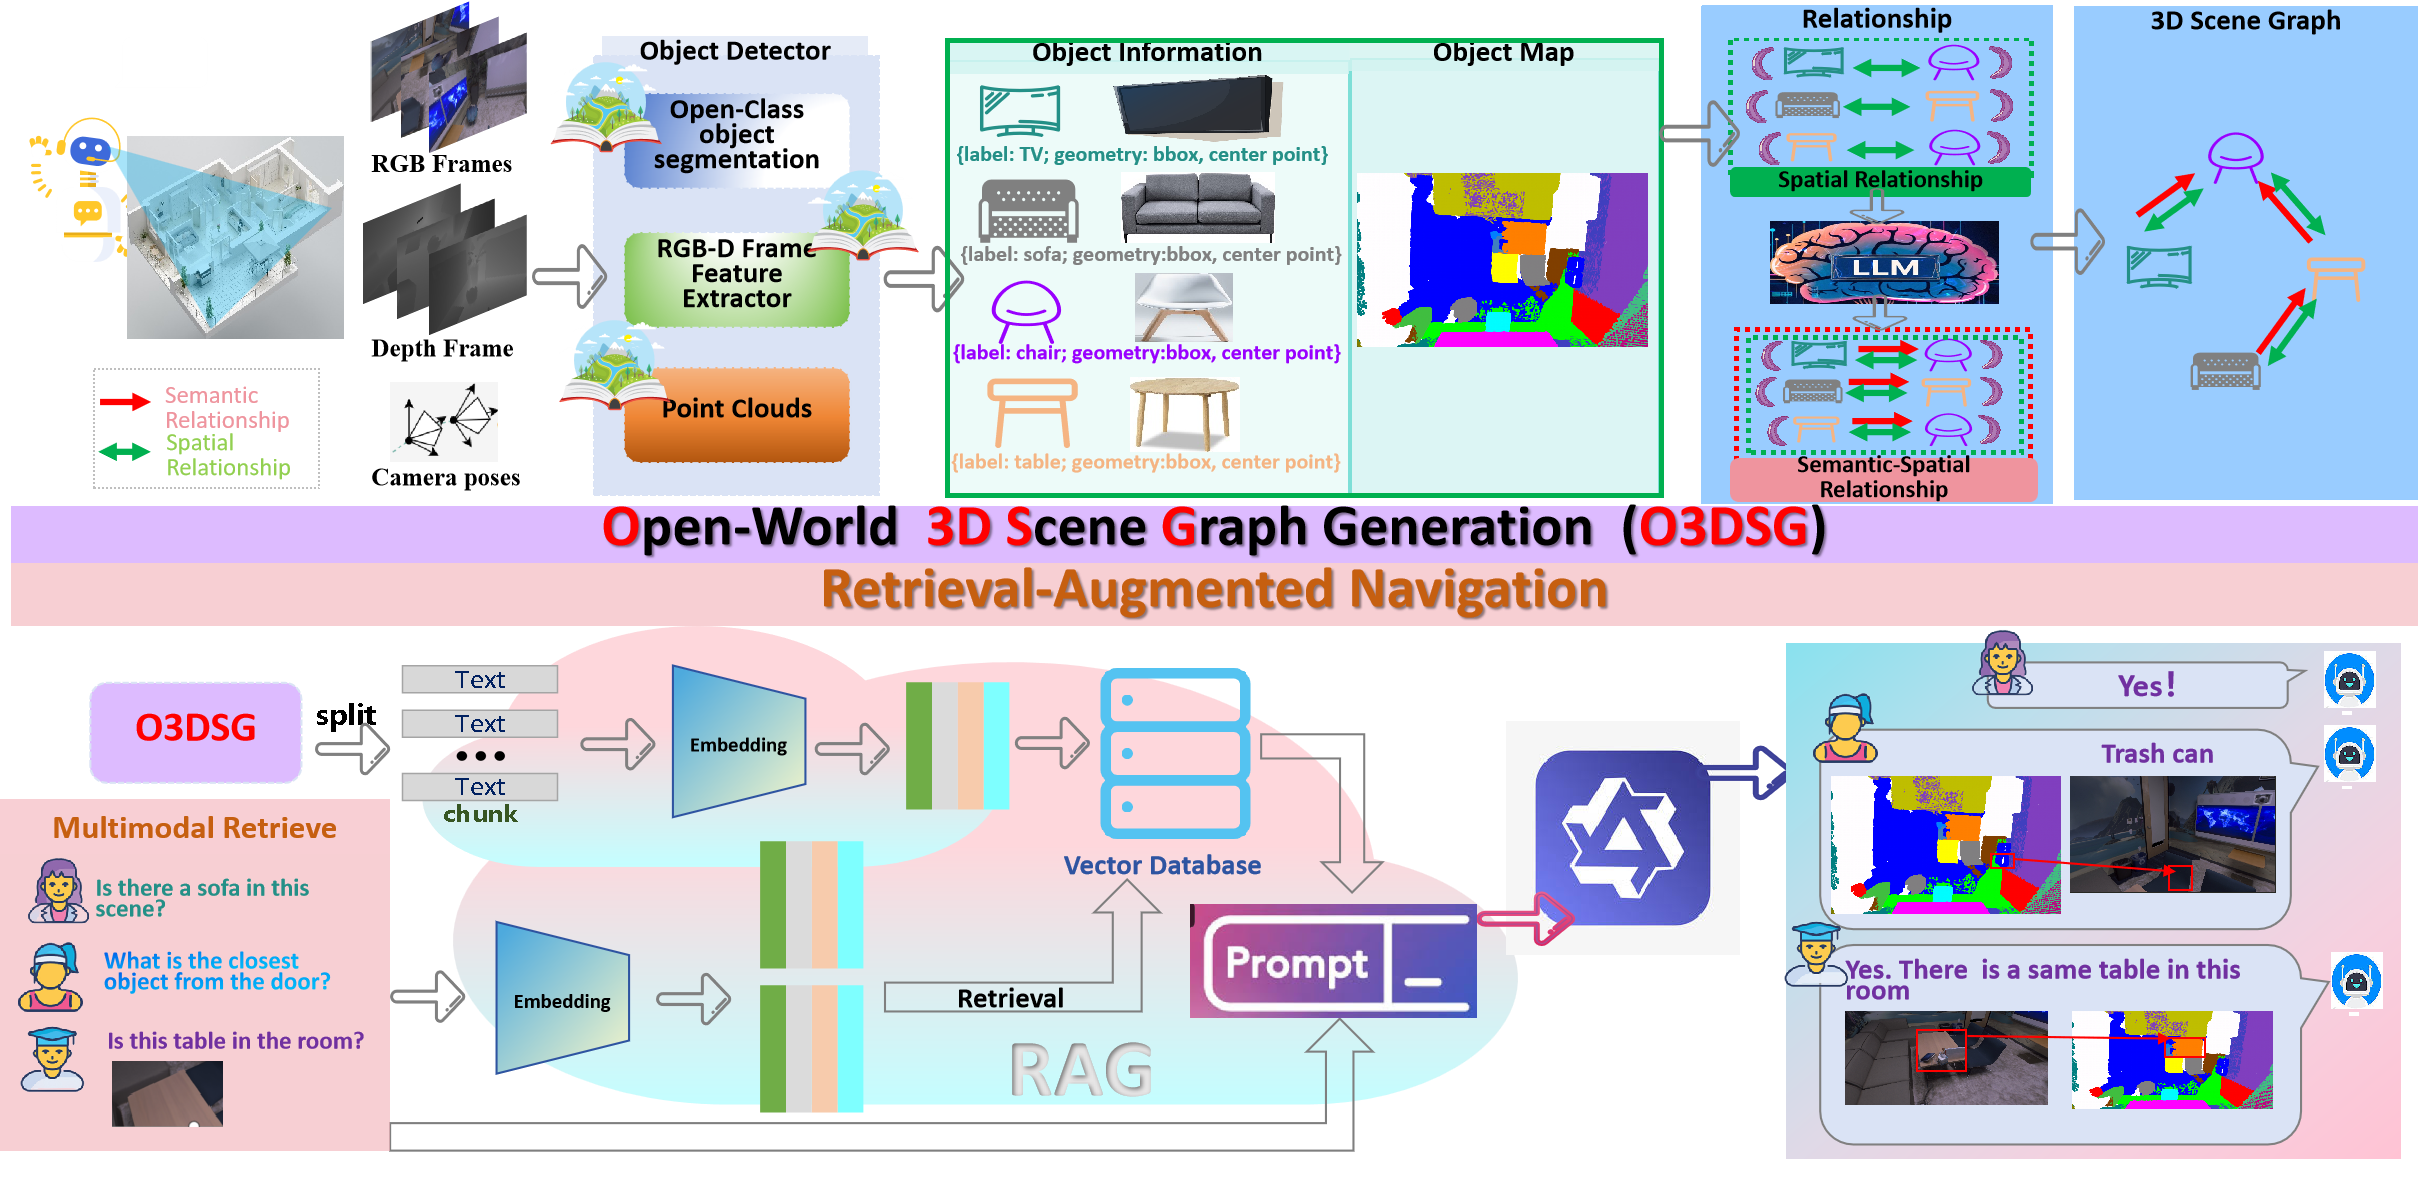 RGB Frames
Depth Frame
Camera poses
Semantic
Relationship
Spatial
Relationship
Object Detector
Open-Class
object
segmentation
RGB-D Frame
Feature
Extractor
Point Clouds
Object Information
{label: TV; geometry: bbox, center point}
{label: sofa; geometry:bbox, center point}
{label: chair; geometry:bbox, center point}
{label: table; geometry:bbox, center point}
Object Map
Relationship
Spatial Relationship
LLM
Semantic-Spatial
Relationship
3D Scene Graph
Open-World 3D Scene Graph Generation (O3DSG)
Retrieval-Augmented Navigation
O3DSG
split
Text
Text
•••
Text
chunk
Embedding
Vector Database
Multimodal Retrieve
Is there a sofa in this
scene?
What is the closest
object from the door?
Is this table in the room?
Embedding
Retrieval
RAG
Prompt
Yes!
Trash can
Yes. There is a same table in this
room